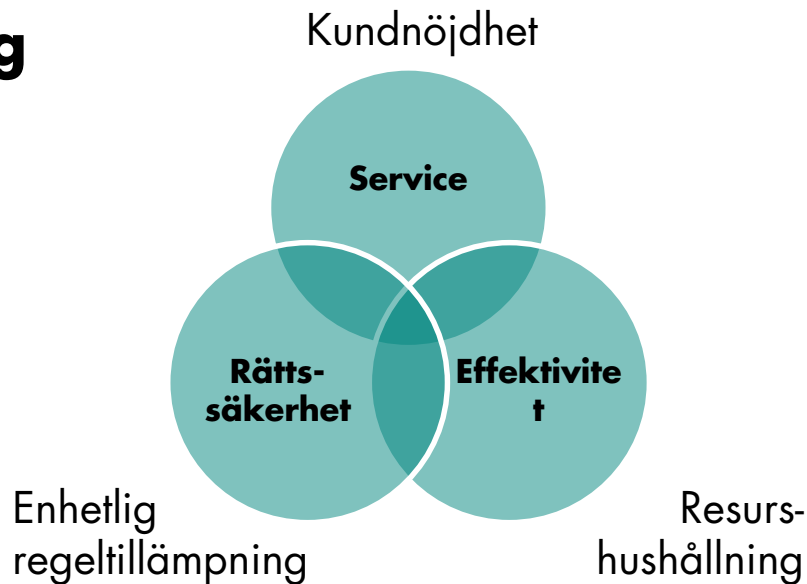 g
Kundnöjdhet
Service
Rätts-
säkerhet
Effektivite
t
Enhetlig
regeltillämpning
Resurs-
hushållning